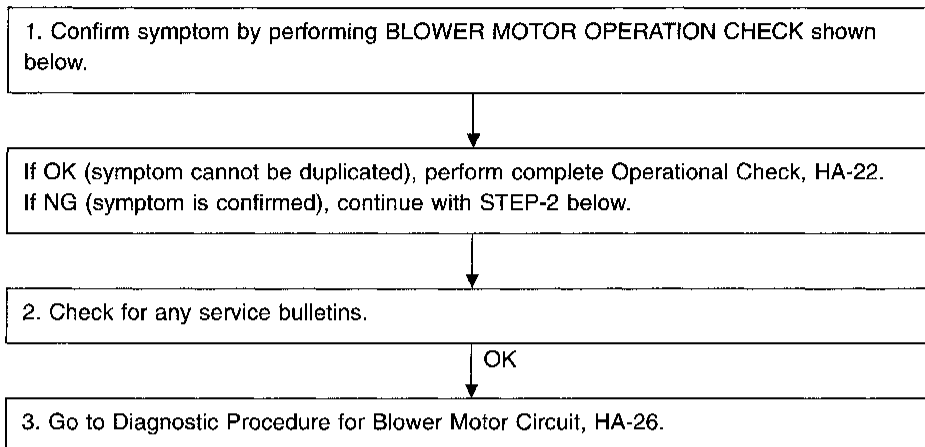 1. Confirm symptom by performing BLOWER MOTOR OPERATION CHECK shown
below.
If OK (symptom cannot be duplicated), perform complete Operational Check, HA-22.
If NG (symptom is confirmed), continue with STEP-2 below.
2. Check for any service bulletins.
OK
3. Go to Diagnostic Procedure for Blower Motor Circuit, HA-26.